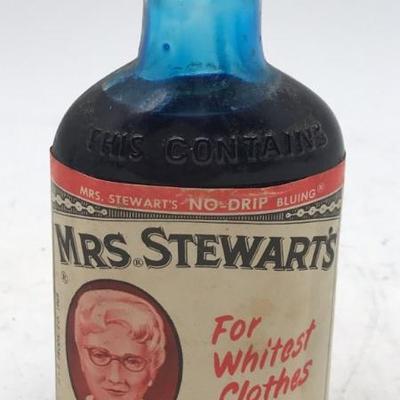 THIS CONTAINS
MRS. STEWART'S NO-DRIP BLUING®
MRS. STEWART'S
®
For
Whitest
Clothes